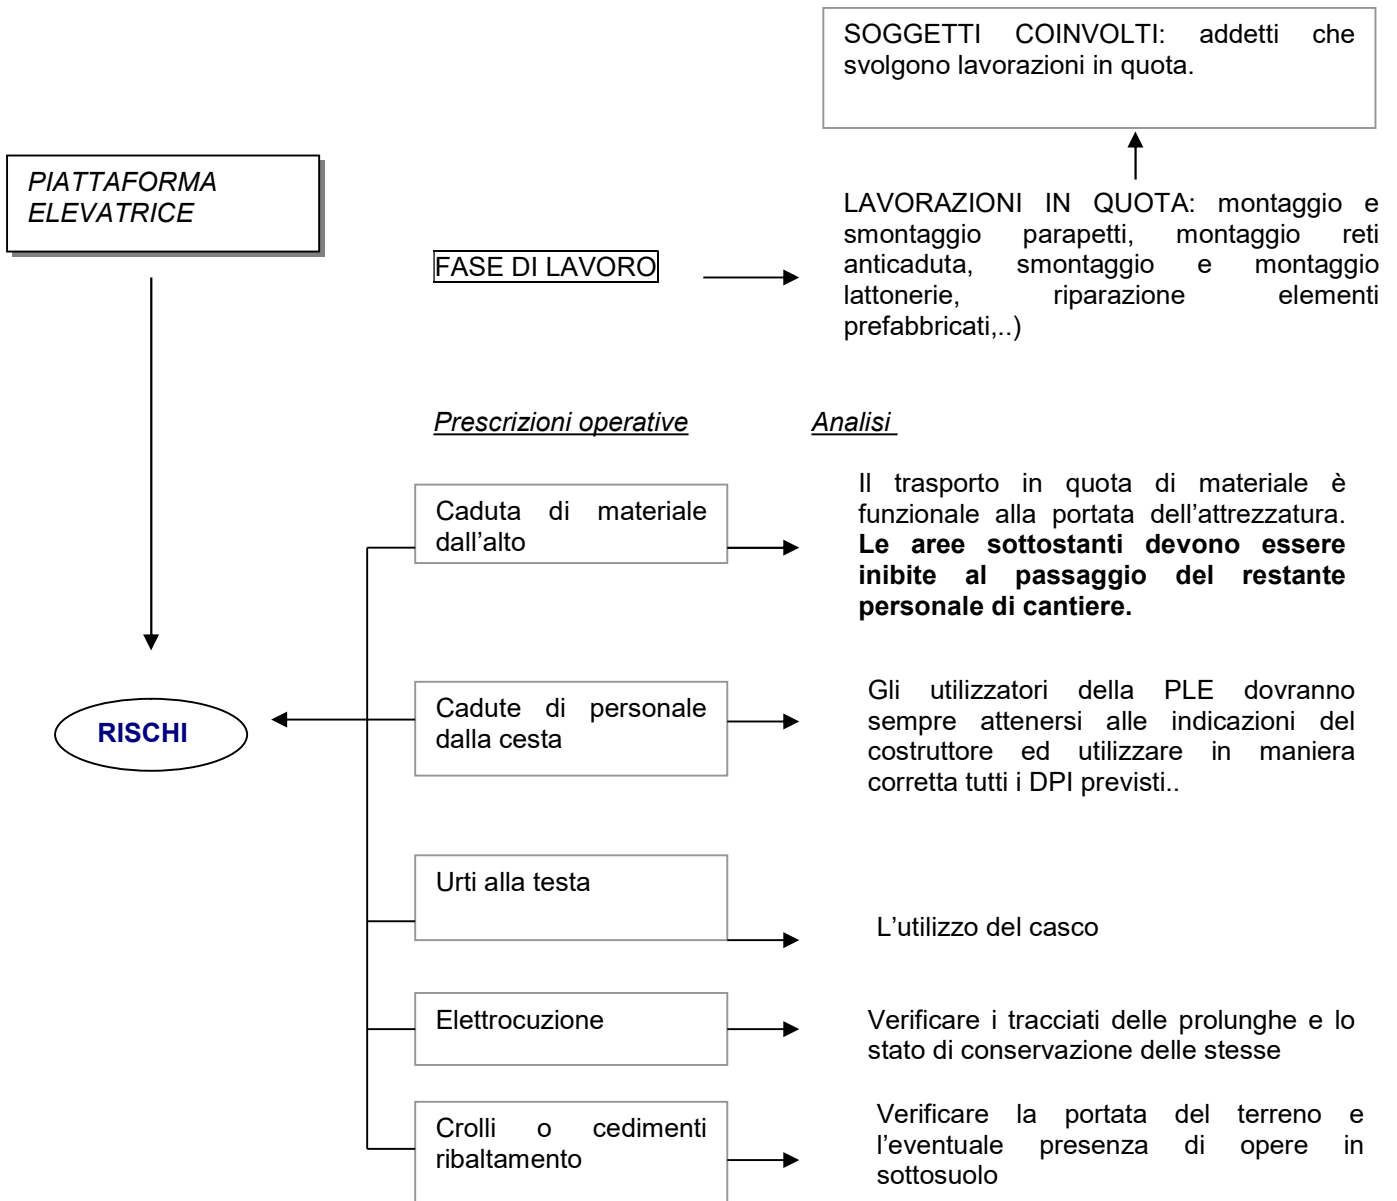 SOGGETTI COINVOLTI: addetti che
svolgono lavorazioni in quota.
PIATTAFORMA
ELEVATRICE
LAVORAZIONI IN QUOTA: montaggio e
smontaggio parapetti, montaggio reti
anticaduta, smontaggio e montaggio
lattonerie, riparazione elementi
prefabbricati,..)
FASE DI LAVORO
Prescrizioni operative
Analisi
Caduta di materiale
dall'alto
Il trasporto in quota di materiale è
funzionale alla portata dell'attrezzatura.
Le aree sottostanti devono essere
inibite al passaggio del restante
personale di cantiere.
RISCHI
Cadute di personale
dalla cesta
Gli utilizzatori della PLE dovranno
sempre attenersi alle indicazioni del
costruttore ed utilizzare in maniera
corretta tutti i DPI previsti..
Urti alla testa
L'utilizzo del casco
Elettrocuzione
Verificare i tracciati delle prolunghe e lo
stato di conservazione delle stesse
Crolli o cedimenti
ribaltamento
Verificare la portata del terreno e
l'eventuale presenza di opere in
sottosuolo